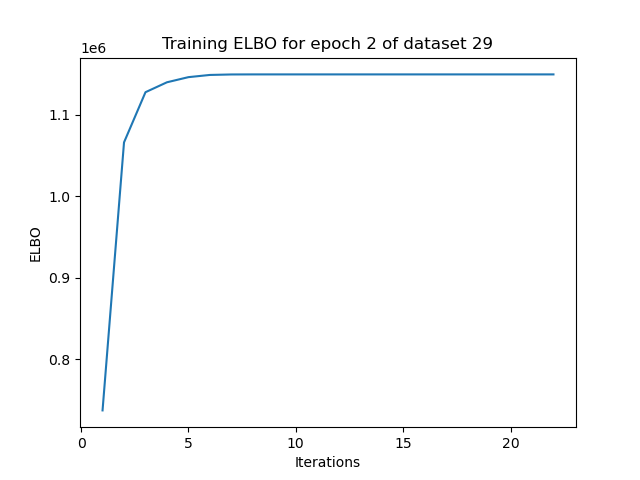 Training ELBO for epoch 2 of dataset 29
1e6
1.1
1.0
0.9
0.8
ELBO
0 5 10 15 20
Iterations